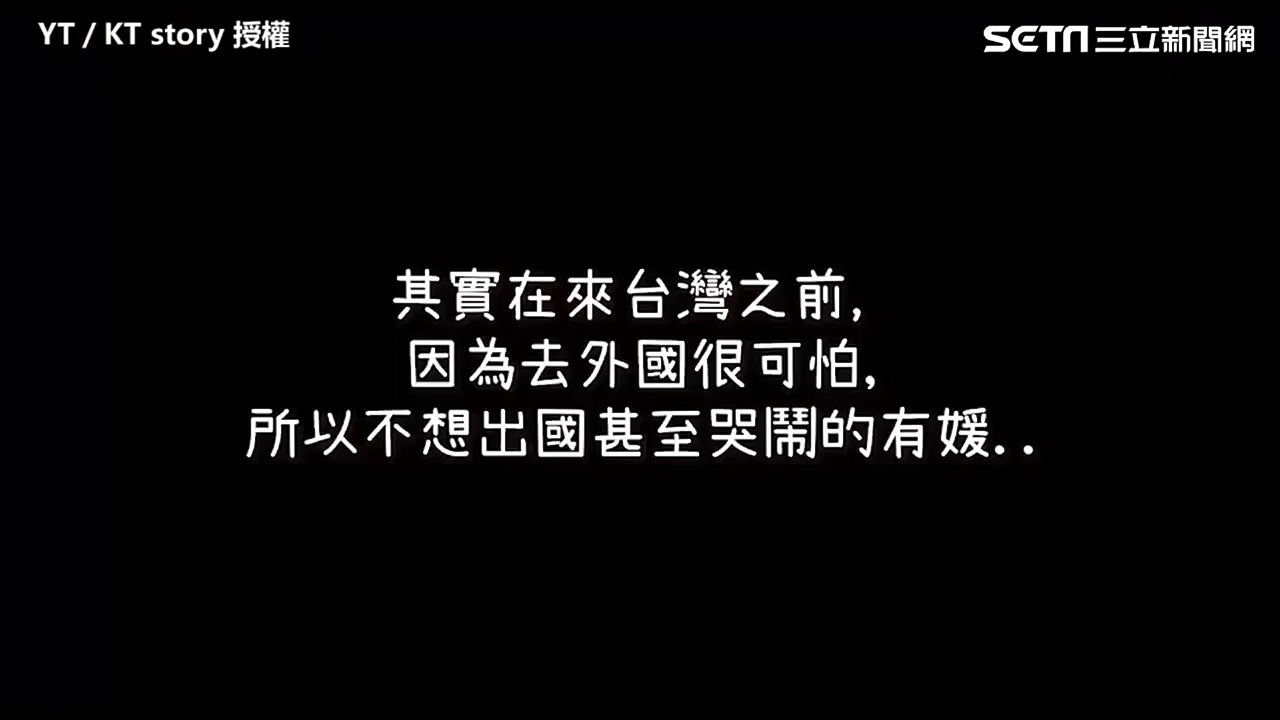 YT / KT story 授權
SETN三立新聞網
其實在來台灣之前,
因為去外國很可怕,
所以不想出國甚至哭鬧的有媛..